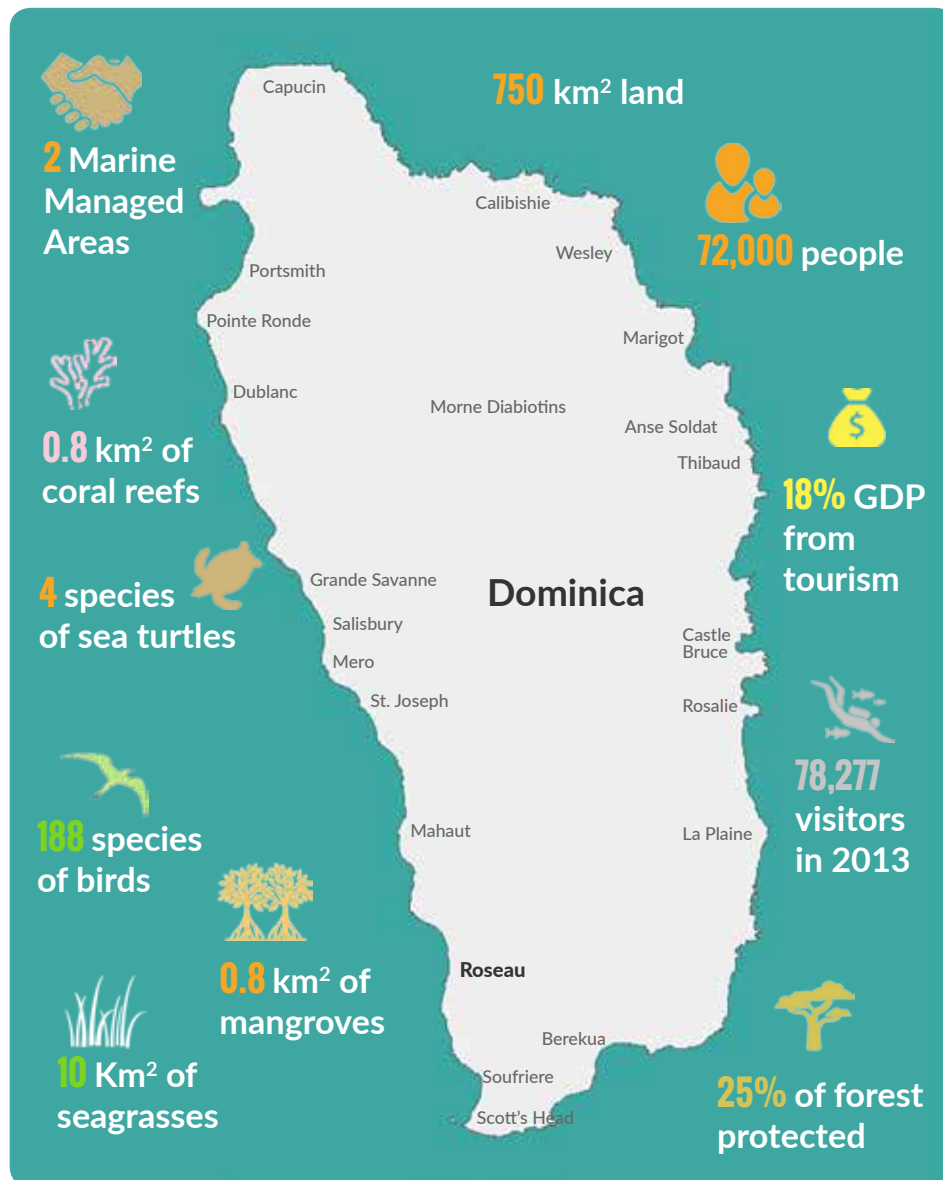 Capucin
750 km² land
2 Marine
Managed
Areas
Calibishie
Wesley
72,000 people
Portsmith
Pointe Ronde
Marigot
Dublanc
Morne Diabiotins
Anse Soldat
Thibaud
0.8 km² of
coral reefs
$
18% GDP
from
tourism
4 species
of sea turtles
Grande Savanne
Dominica
Salisbury
Mero
St. Joseph
Castle
Bruce
Rosalie
78,277
visitors
in 2013
188 species
of birds
Mahaut
La Plaine
0.8 km² of
mangroves
Roseau
10 Km² of
seagrasses
Berekua
Soufriere
Scott's Head
25% of forest
protected